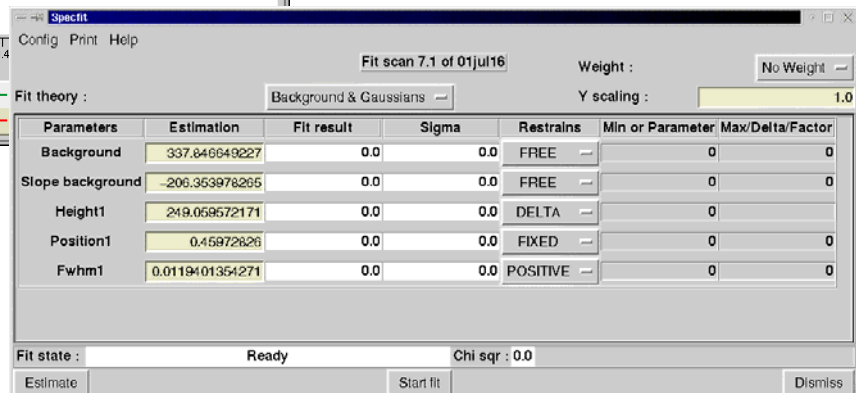 Specfit
Config Print Help
Fit scan 7.1 of 01jul16
Weight : No Weight
Fit theory : Background & Gaussians Y scaling : 1.0
Parameters Estimation Fit result Sigma Restrains Min or Parameter Max/Delta/Factor
Background 337.846649227 0.0 0.0 FREE 0 0
Slope background -206.353978265 0.0 0.0 FREE 0 0
Height1 249.059572171 0.0 0.0 DELTA 0
Position1 0.45972826 0.0 0.0 FIXED 0 0
Fwhm1 0.0119401354271 0.0 0.0 POSITIVE 0 0
Fit state : Ready Chi sqr : 0.0
Estimate Start fit Dismiss